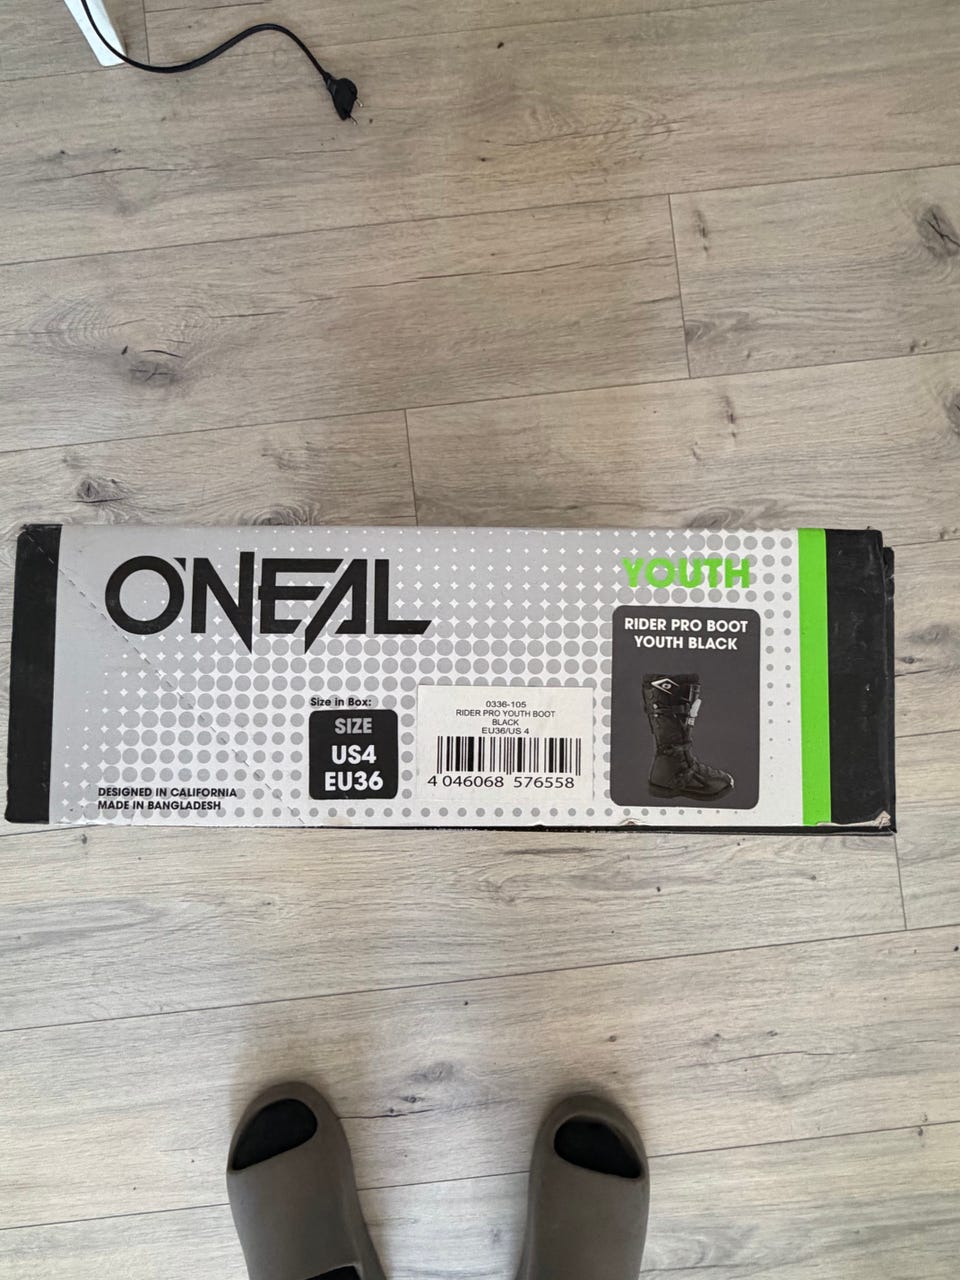 O'NEAL
YOUTH
RIDER PRO BOOT
YOUTH BLACK
Size in Box:
SIZE
US4
EU36
0336-105
RIDER PRO YOUTH BOOT
BLACK
EU36/US 4
4 046068 576558
DESIGNED IN CALIFORNIA
MADE IN BANGLADESH